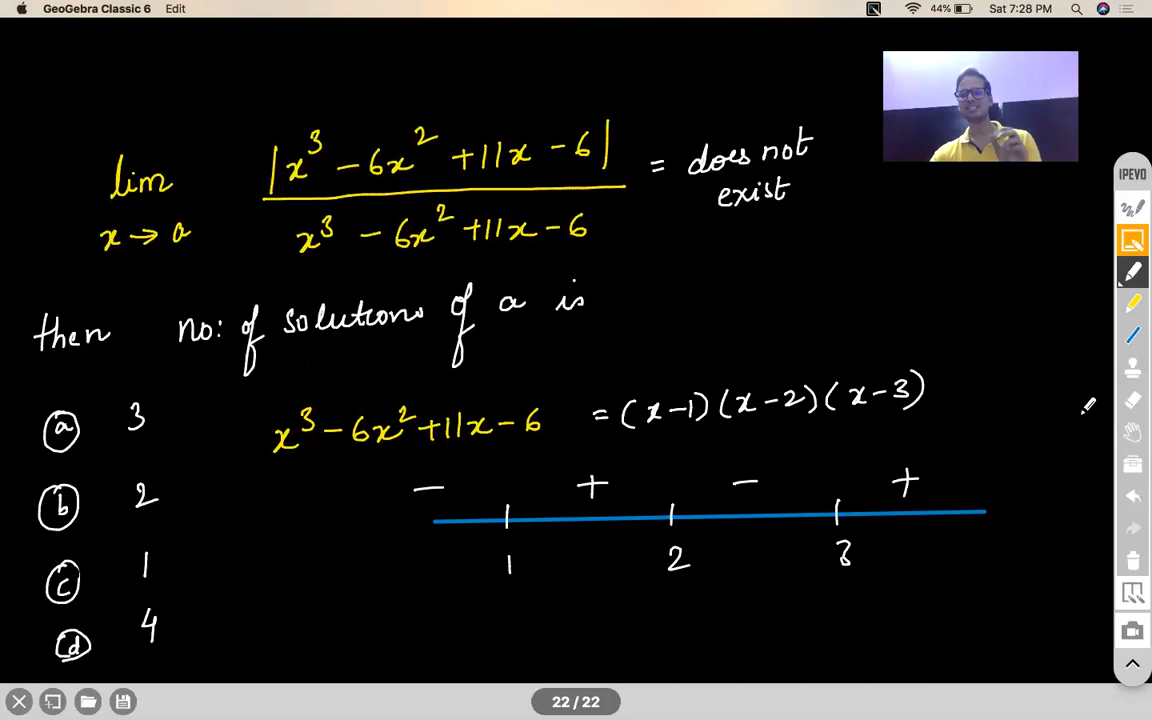 GeoGebra Classic 6 Edit 44% Sat 7:28 PM
lim x → a |x³ − 6x² + 11x − 6| / x³ − 6x² + 11x − 6 = does not exist
IPEVO
then no: of solutions of a is
(a) 3
x³ − 6x² + 11x − 6 = (x−1)(x−2)(x−3)
(b) 2
− + − +
1 2 3
(c) 1
(d) 4
22 / 22